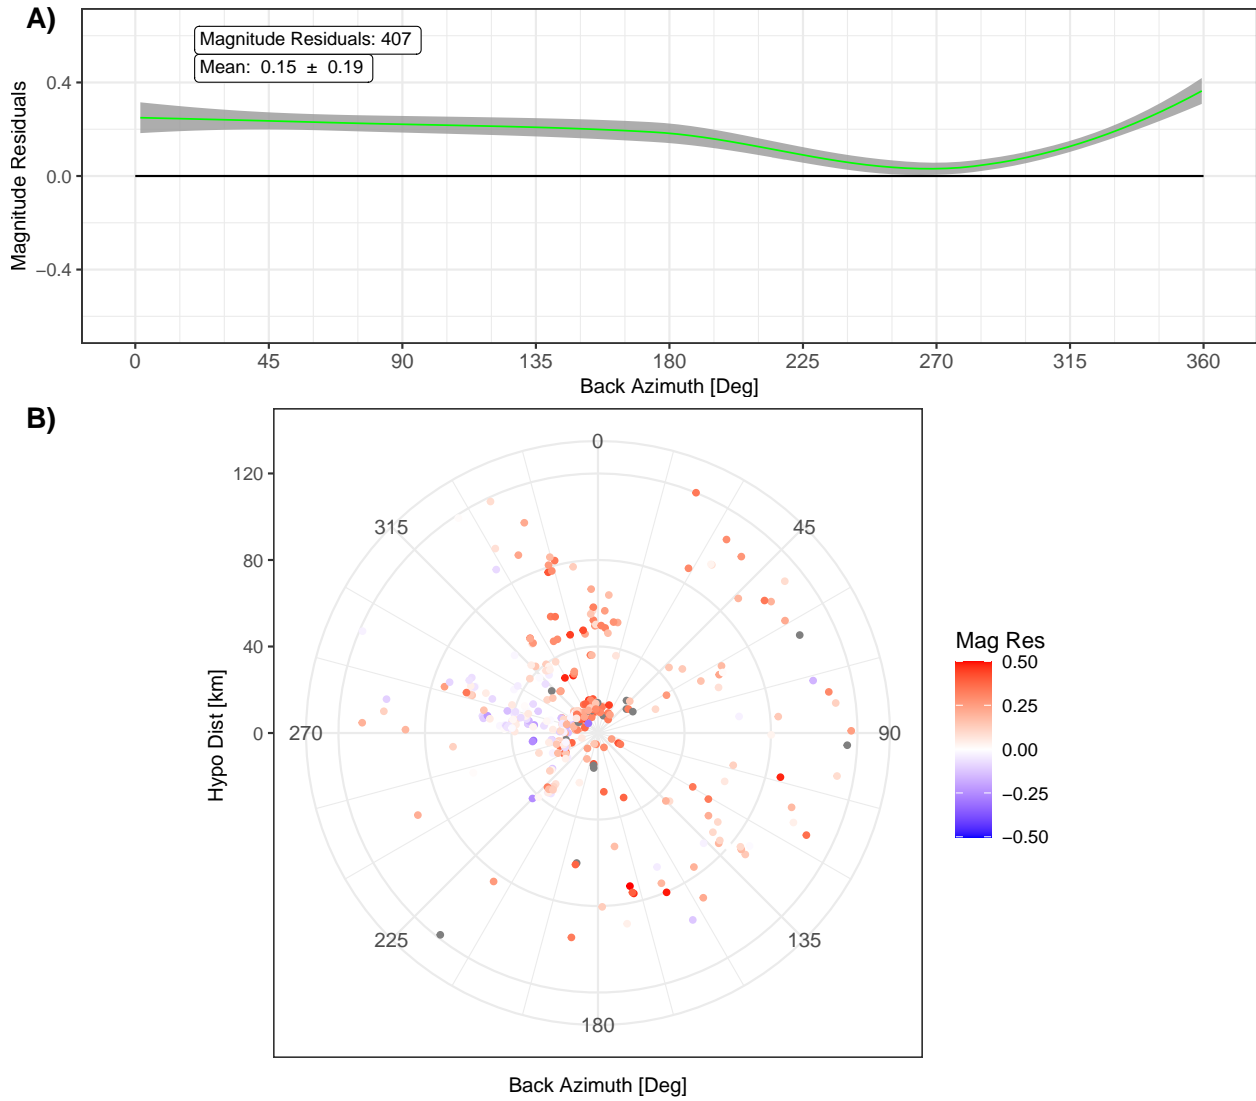 A)
Magnitude Residuals: 407
Mean:  0.15  ±  0.19
Magnitude Residuals
0.4
0.0
−0.4
0 45 90 135 180 225 270 315 360
Back Azimuth [Deg]
B)
Hypo Dist [km]
120
80
40
0
0
45
90
135
180
225
270
315
Back Azimuth [Deg]
Mag Res
0.50
0.25
0.00
−0.25
−0.50